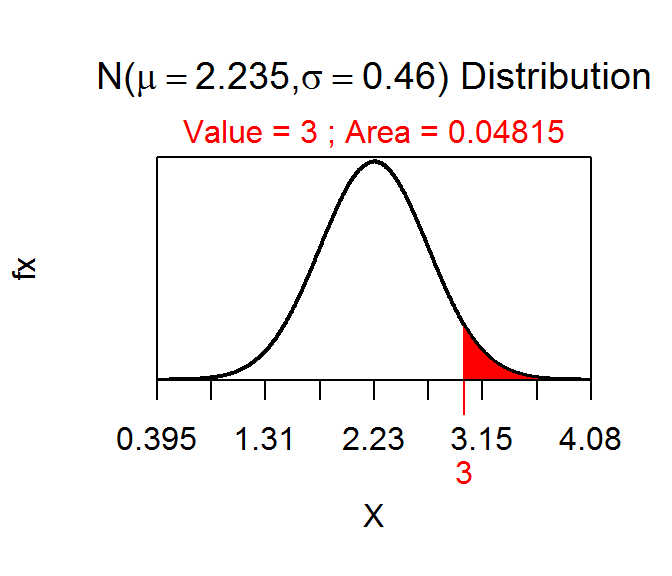 N(μ = 2.235,σ = 0.46) Distribution
Value = 3 ; Area = 0.04815
fx
0.395 1.31 2.23 3.15 4.08
3
X